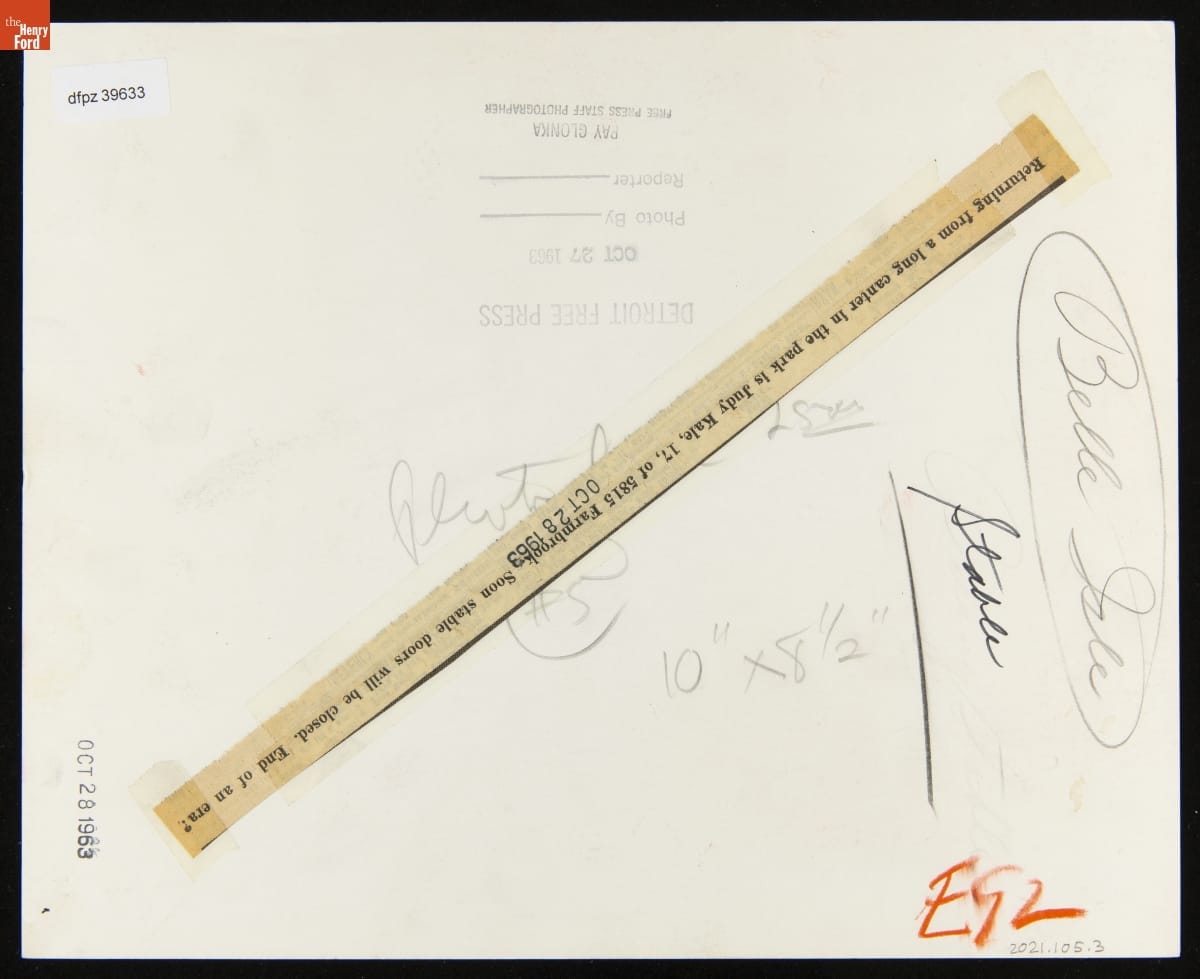 the
Henry
Ford
dfpz 39633
FREE PRESS STAFF PHOTOGRAPHER
RAY GLONKA
Reporter
Photo By
OCT 27 1963
DETROIT FREE PRESS
Returning from a long canter in the park is Judy Kale, 17, of 5815 Farmbrook. Soon stable doors will be closed. End of an era?
OCT 28 1963
Belle Isle
Stable
#5
10" x 8 1/2"
OCT 28 1963
2021.105.3